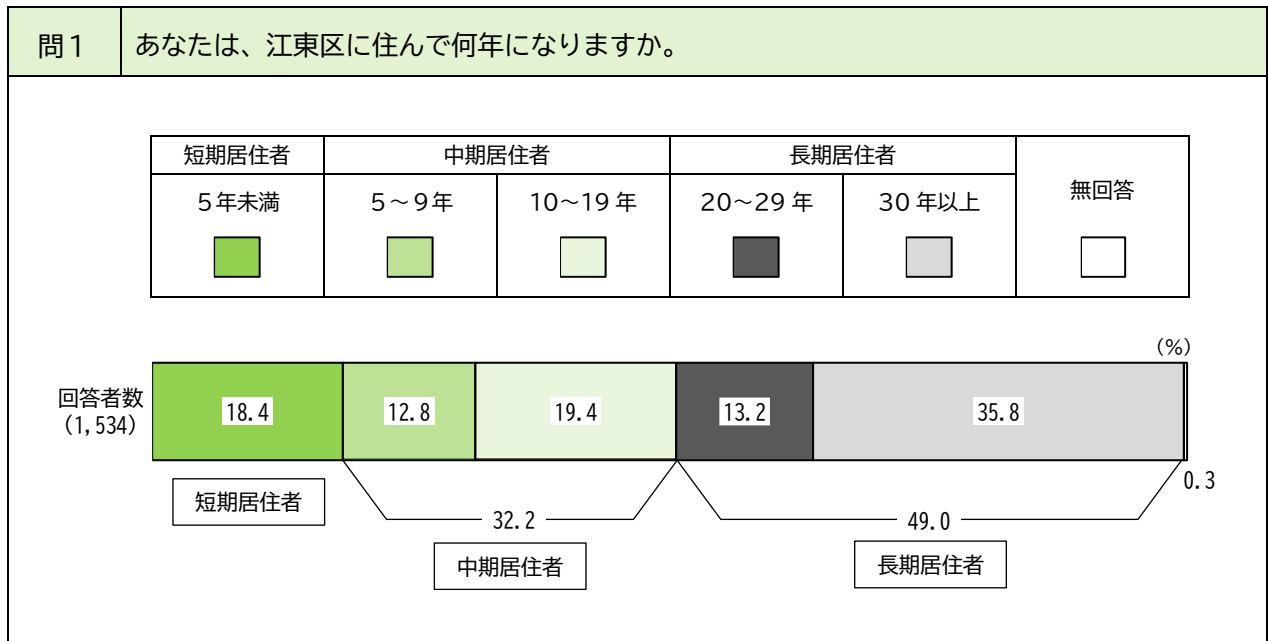 問1
あなたは、江東区に住んで何年になりますか。
短期居住者 中期居住者 長期居住者 無回答
5年未満 5～9年 10～19年 20～29年 30年以上
(%)
回答者数
(1,534)
18.4 12.8 19.4 13.2 35.8
0.3
短期居住者
32.2 49.0
中期居住者 長期居住者